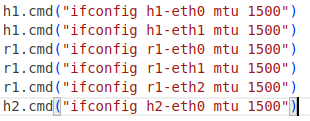 h1.cmd("ifconfig h1-eth0 mtu 1500")
h1.cmd("ifconfig h1-eth1 mtu 1500")
r1.cmd("ifconfig r1-eth0 mtu 1500")
r1.cmd("ifconfig r1-eth1 mtu 1500")
r1.cmd("ifconfig r1-eth2 mtu 1500")
h2.cmd("ifconfig h2-eth0 mtu 1500")